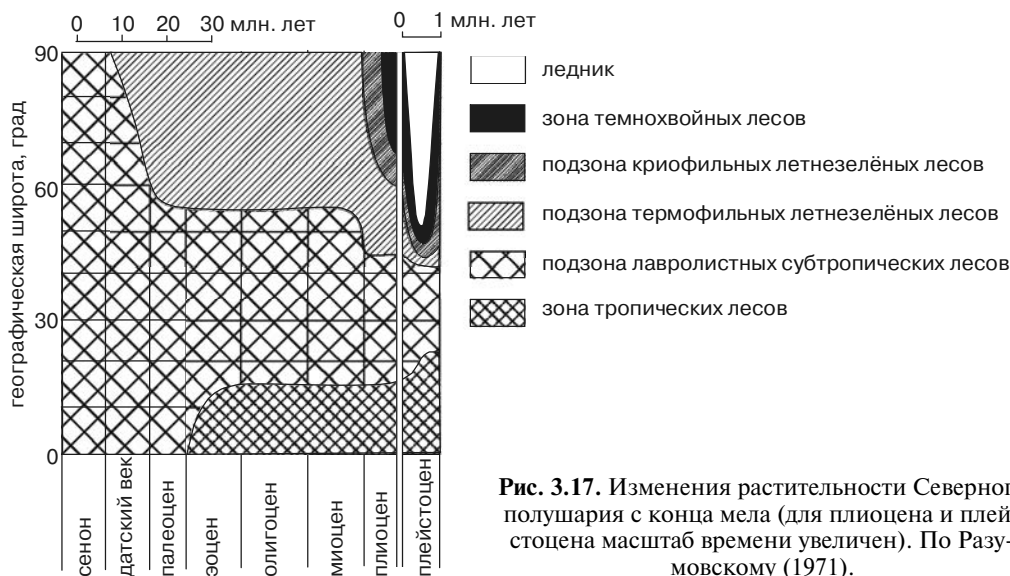 0 10 20 30 млн. лет
0 1 млн. лет
90
60
30
0
географическая широта, град
ледник
зона темнохвойных лесов
подзона криофильных летнезелёных лесов
подзона термофильных летнезелёных лесов
подзона лавролистных субтропических лесов
зона тропических лесов
сенон
датский век
палеоцен
эоцен
олигоцен
миоцен
плиоцен
плейстоцен
Рис. 3.17. Изменения растительности Северног
полушария с конца мела (для плиоцена и плей-
стоцена масштаб времени увеличен). По Разу-
мовскому (1971).